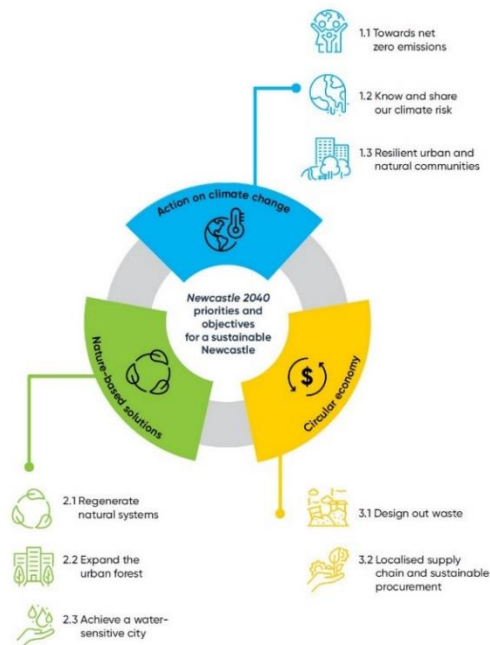 1.1 Towards net
zero emissions
1.2 Know and share
our climate risk
1.3 Resilient urban and
natural communities
Action on climate change
Newcastle 2040
priorities and
objectives
for a sustainable
Newcastle
Nature-based solutions
$
Circular economy
2.1 Regenerate
natural systems
2.2 Expand the
urban forest
2.3 Achieve a water-
sensitive city
3.1 Design out waste
3.2 Localised supply
chain and sustainable
procurement